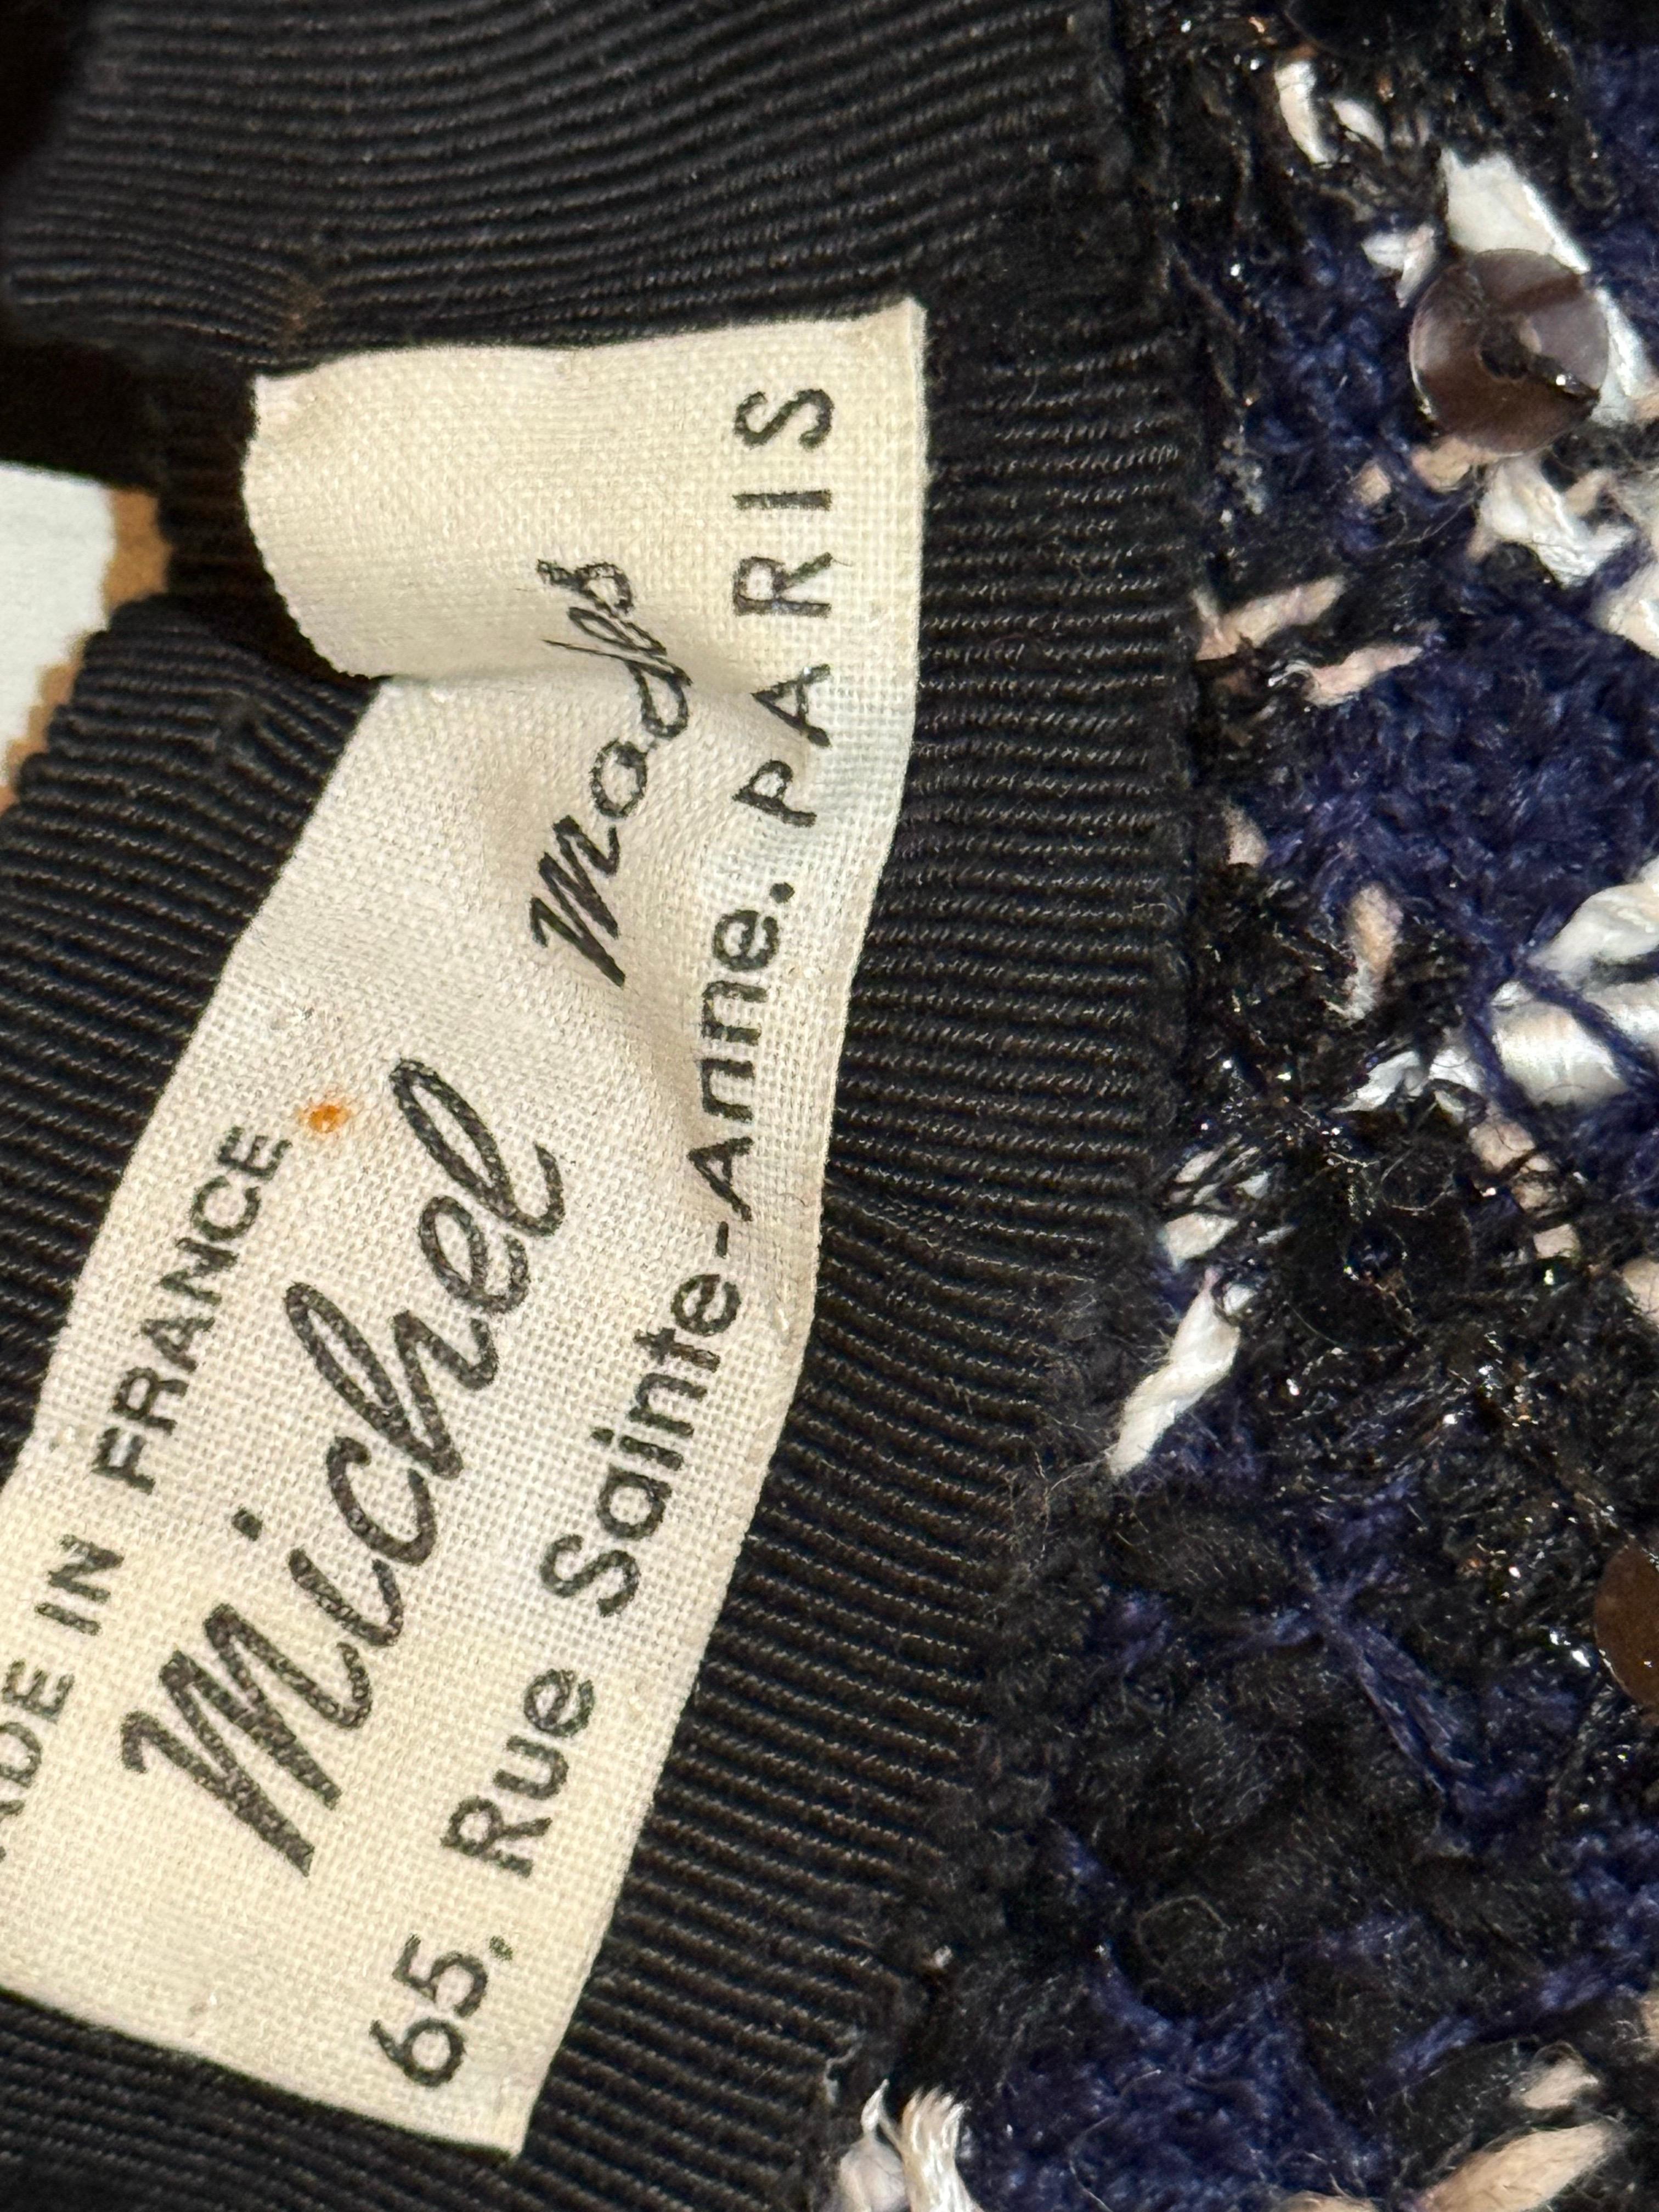 MADE IN FRANCE
Michel
Modes
65, Rue Sainte-Anne. PARIS